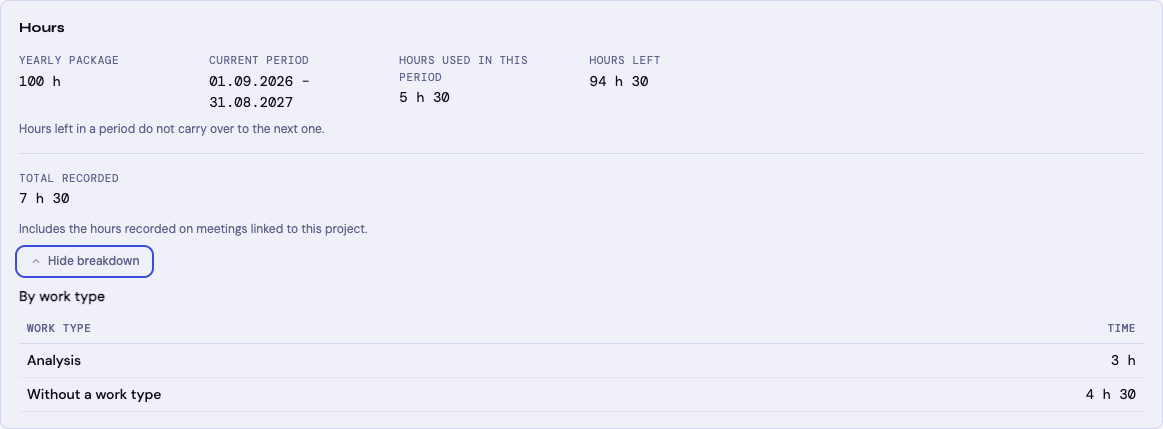 Hours
YEARLY PACKAGE
100 h
CURRENT PERIOD
01.09.2026 –
31.08.2027
HOURS USED IN THIS
PERIOD
5 h 30
HOURS LEFT
94 h 30
Hours left in a period do not carry over to the next one.
TOTAL RECORDED
7 h 30
Includes the hours recorded on meetings linked to this project.
Hide breakdown
By work type
WORK TYPE TIME
Analysis 3 h
Without a work type 4 h 30